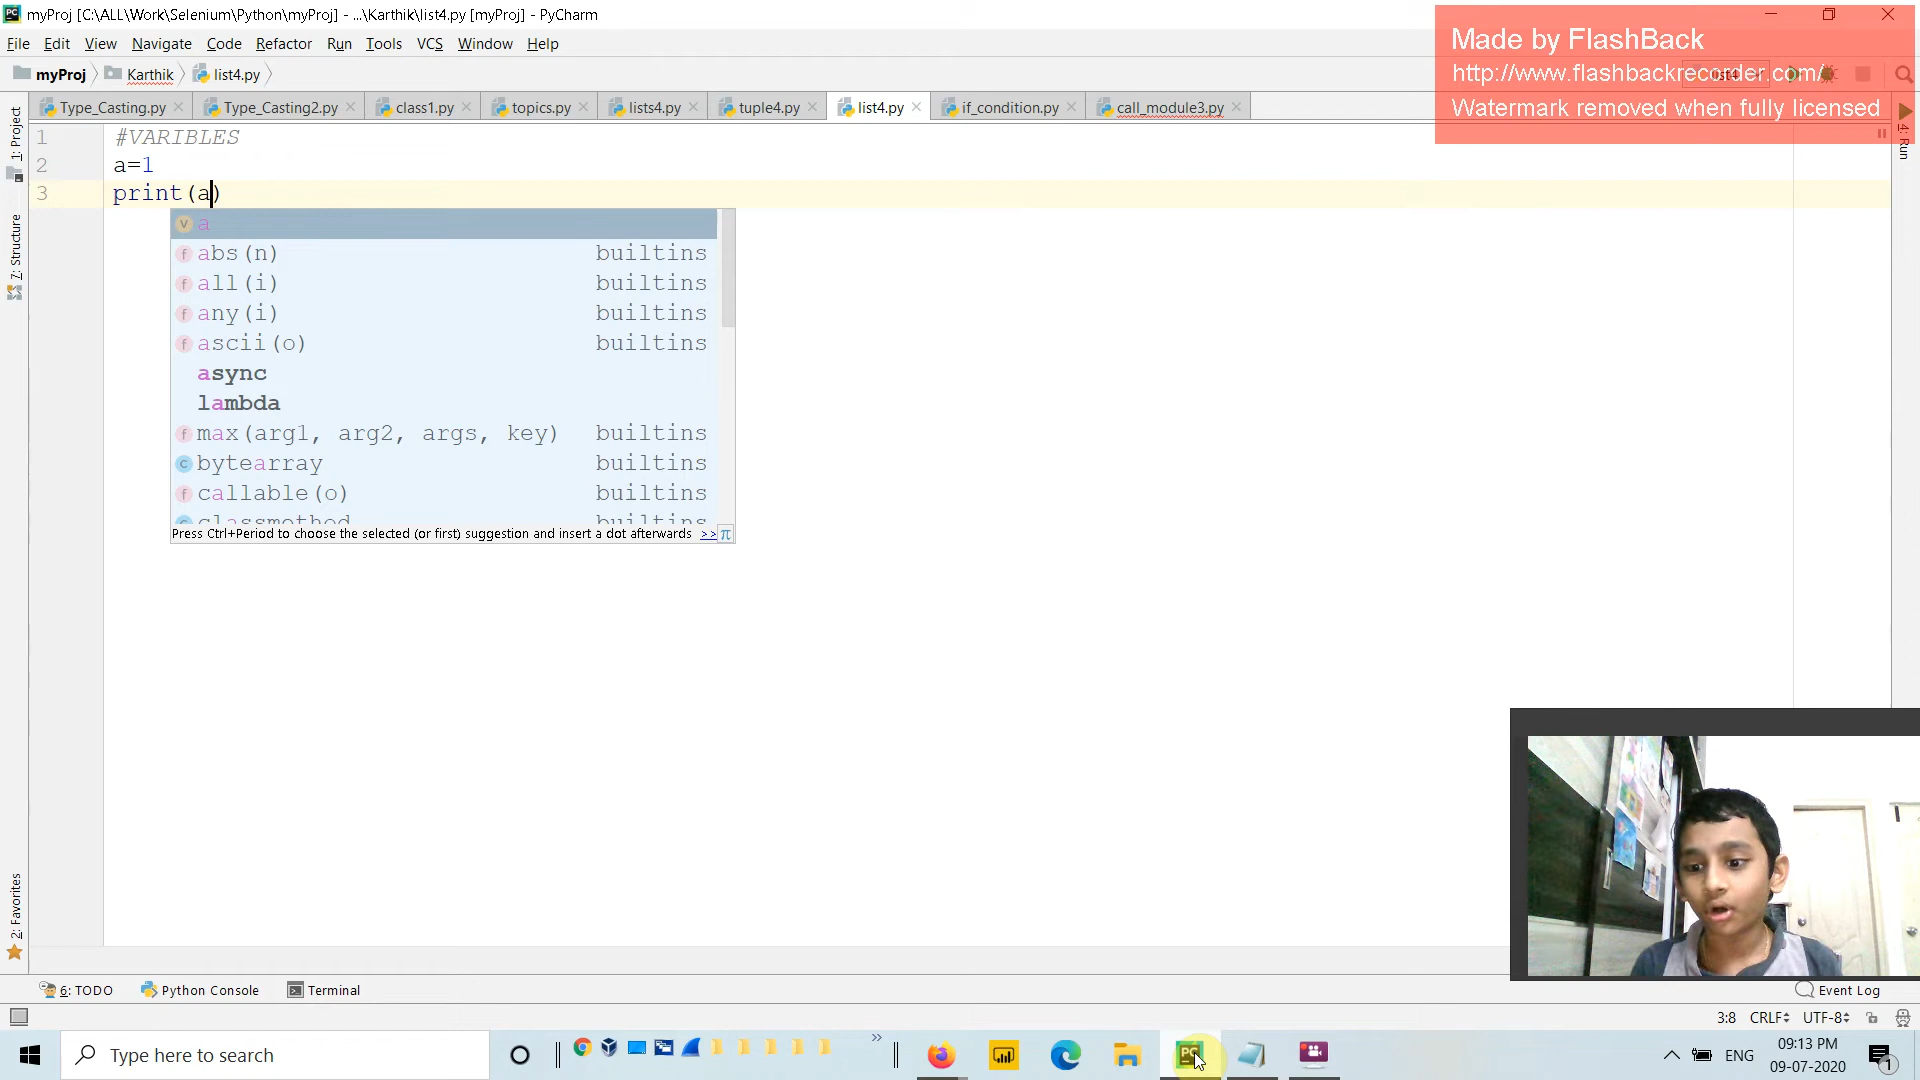 myProj [C:\ALL\Work\Selenium\Python\myProj] - ...\Karthik\list4.py [myProj] - PyCharm
File Edit View Navigate Code Refactor Run Tools VCS Window Help
Made by FlashBack
http://www.flashbackrecorder.com/
Watermark removed when fully licensed
myProj Karthik list4.py
Type_Casting.py Type_Casting2.py class1.py topics.py lists4.py tuple4.py list4.py if_condition.py call_module3.py
1: Project
7: Structure
2: Favorites
4: Run
1 #VARIBLES
2 a=1
3 print(a)
a
abs(n) builtins
all(i) builtins
any(i) builtins
ascii(o) builtins
async
lambda
max(arg1, arg2, args, key) builtins
bytearray builtins
callable(o) builtins
classmethod builtins
Press Ctrl+Period to choose the selected (or first) suggestion and insert a dot afterwards >> π
6: TODO Python Console Terminal Event Log
3:8 CRLF UTF-8
Type here to search
ENG
09:13 PM
09-07-2020
1